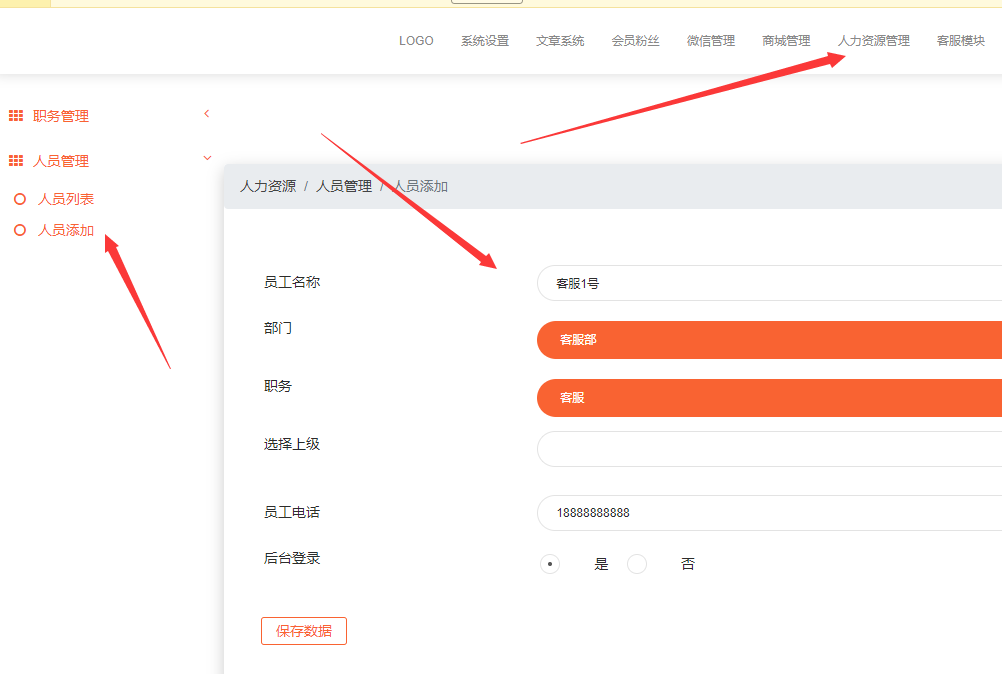 LOGO 系统设置 文章系统 会员粉丝 微信管理 商城管理 人力资源管理 客服模块
职务管理
人员管理
人员列表
人员添加
人力资源 / 人员管理 / 人员添加
员工名称 客服1号
部门 客服部
职务 客服
选择上级
员工电话 18888888888
后台登录 是 否
保存数据